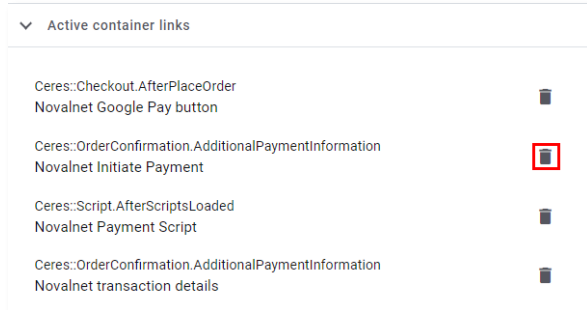 Active container links
Ceres::Checkout.AfterPlaceOrder
Novalnet Google Pay button
Ceres::OrderConfirmation.AdditionalPaymentInformation
Novalnet Initiate Payment
Ceres::Script.AfterScriptsLoaded
Novalnet Payment Script
Ceres::OrderConfirmation.AdditionalPaymentInformation
Novalnet transaction details